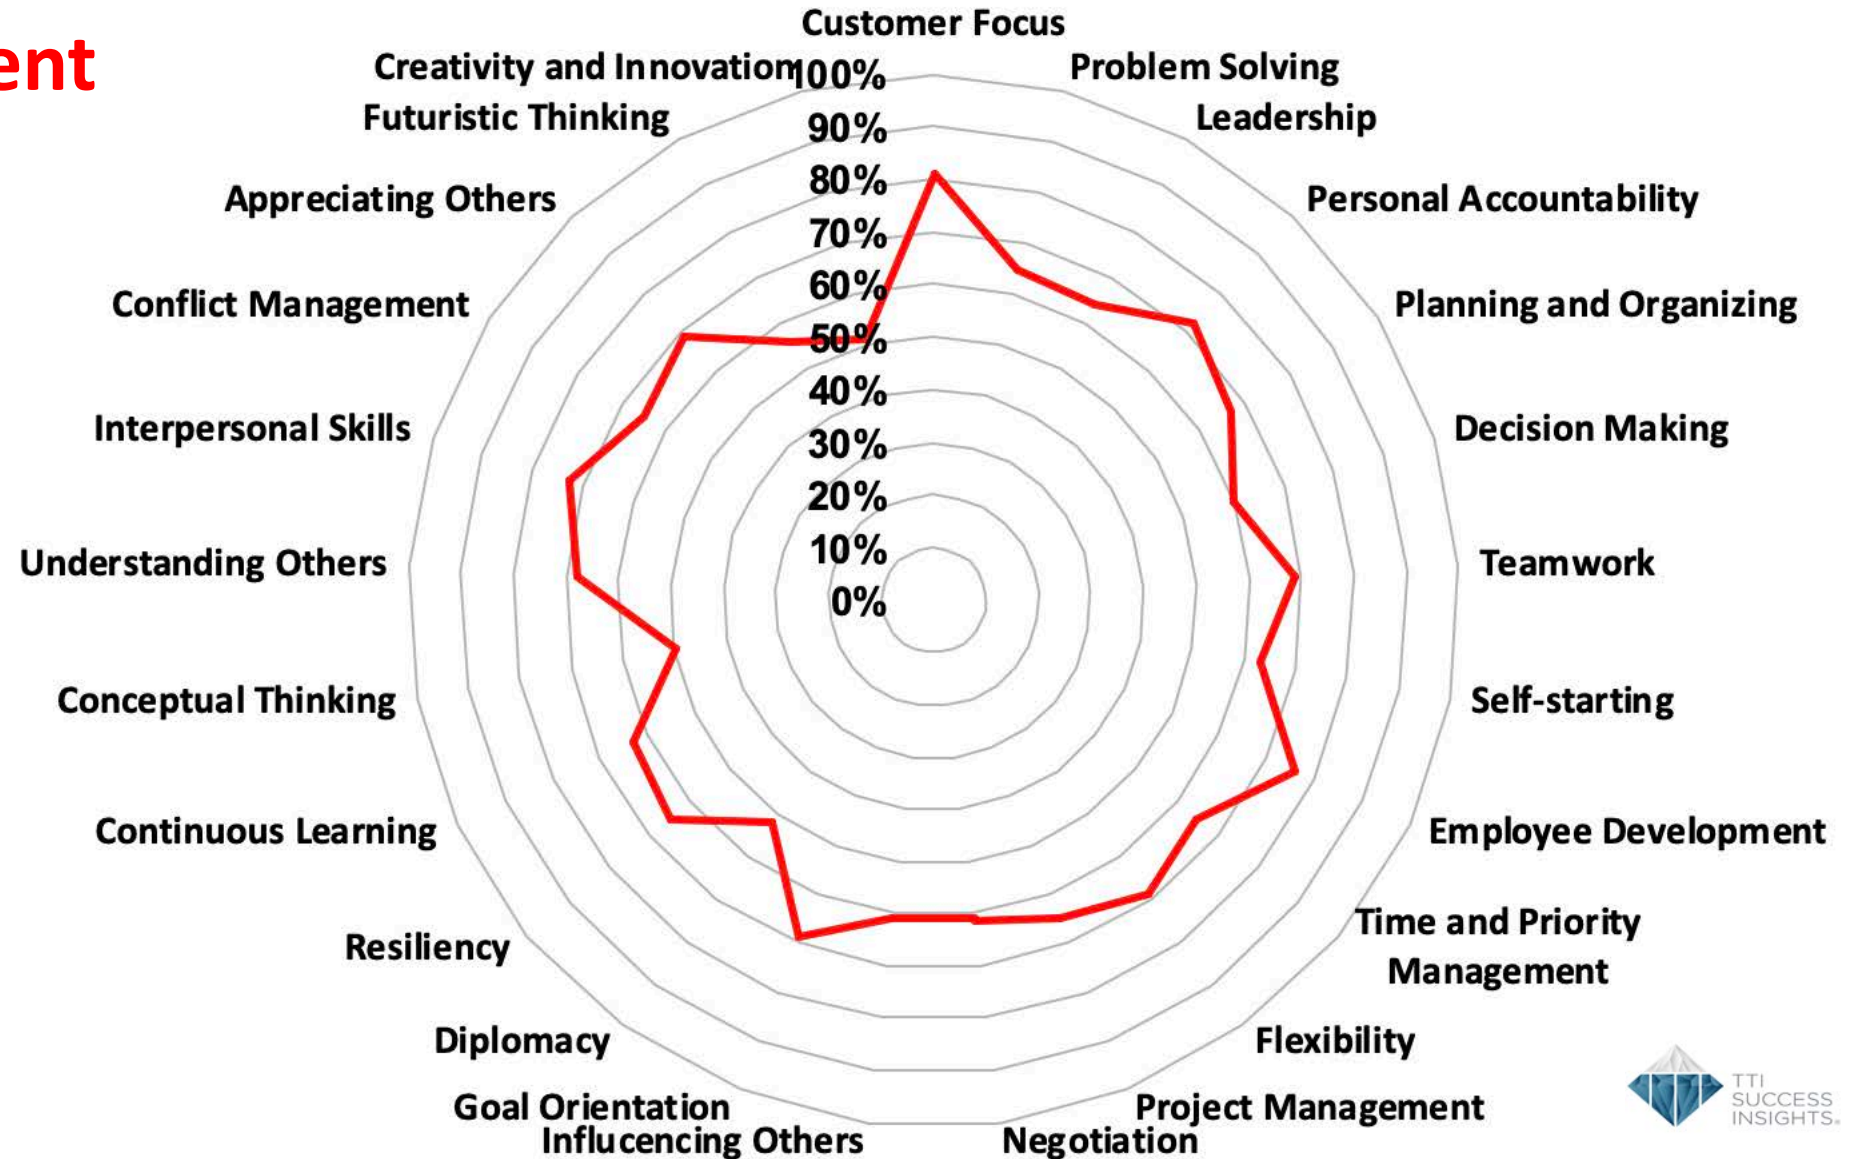 ent
Customer Focus
Problem Solving
Leadership
Personal Accountability
Planning and Organizing
Decision Making
Teamwork
Self-starting
Employee Development
Time and Priority
Management
Flexibility
Project Management
Negotiation
Influcencing Others
Goal Orientation
Diplomacy
Resiliency
Continuous Learning
Conceptual Thinking
Understanding Others
Interpersonal Skills
Conflict Management
Appreciating Others
Futuristic Thinking
Creativity and Innovation
100%
90%
80%
70%
60%
50%
40%
30%
20%
10%
0%
TTI
SUCCESS
INSIGHTS®